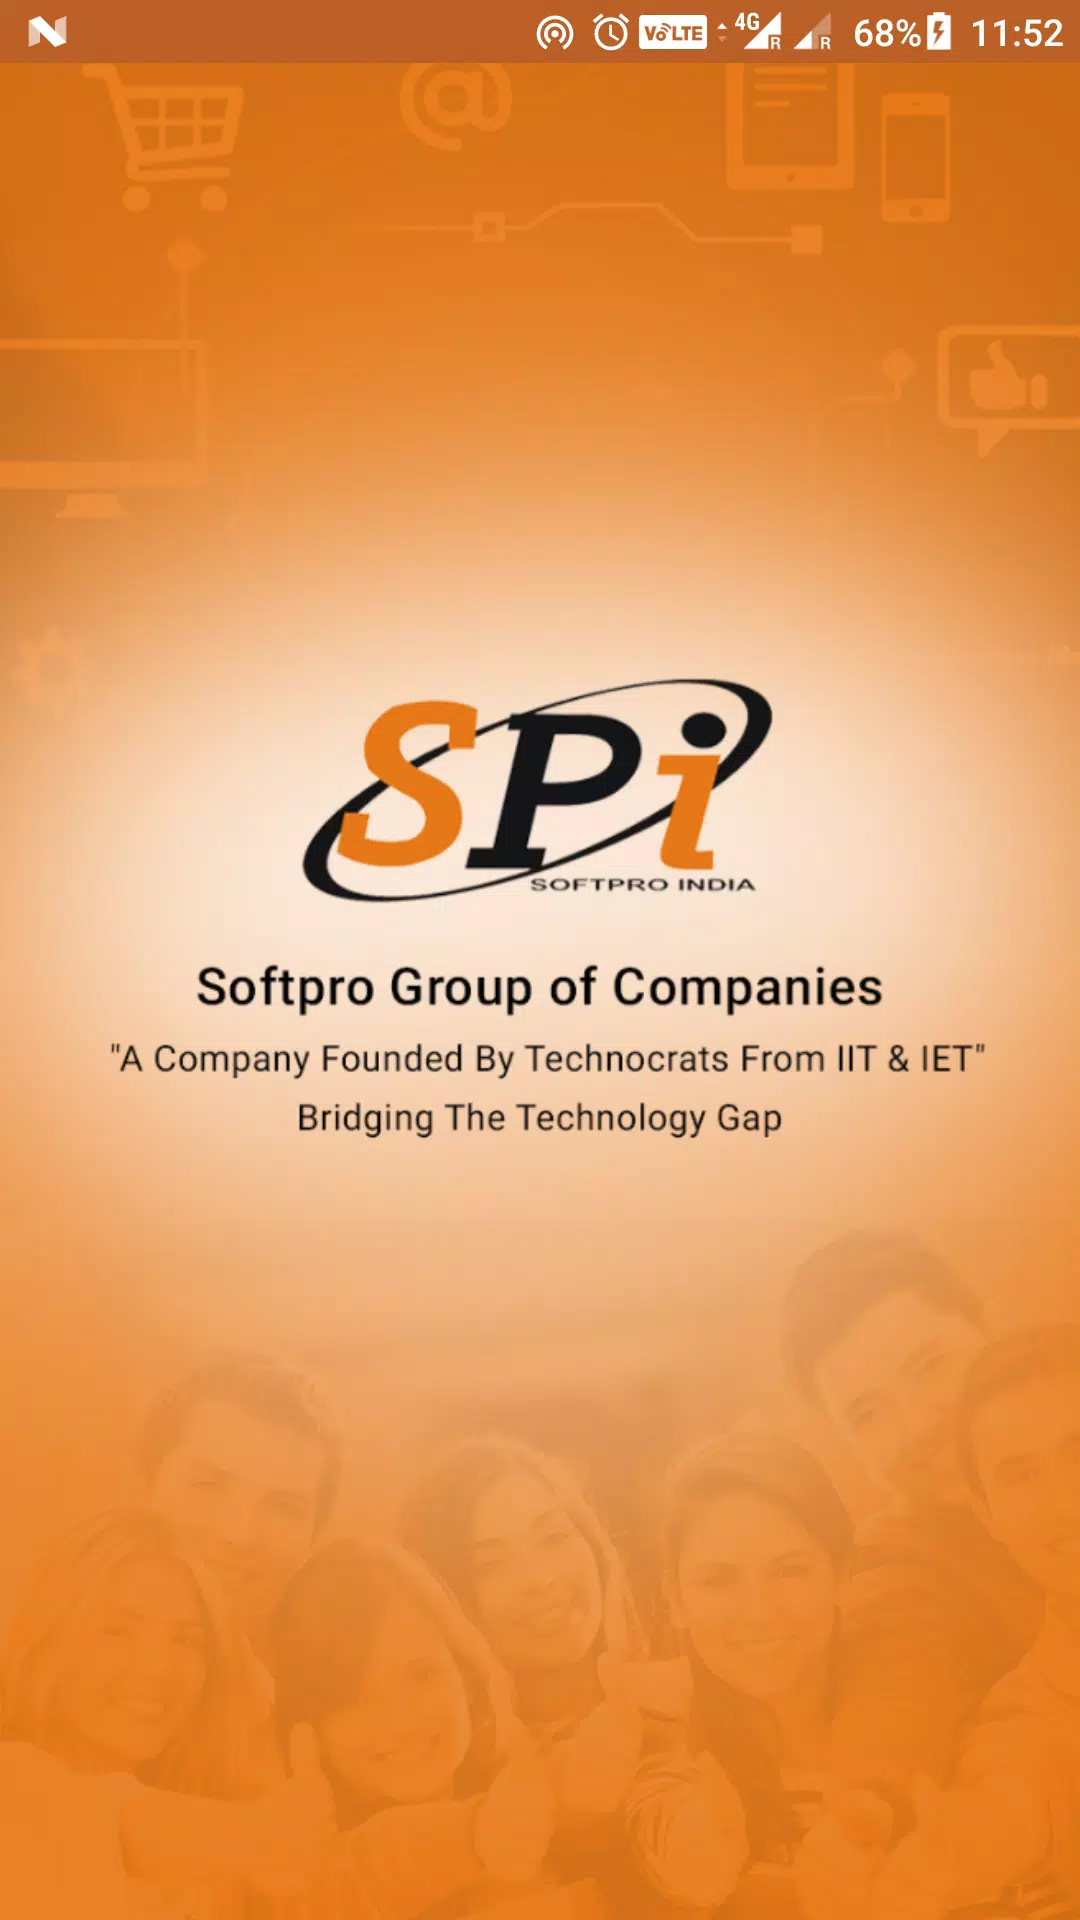 VoLTE 4G R R 68% 11:52
@
SPi
SOFTPRO INDIA
Softpro Group of Companies
"A Company Founded By Technocrats From IIT & IET"
Bridging The Technology Gap